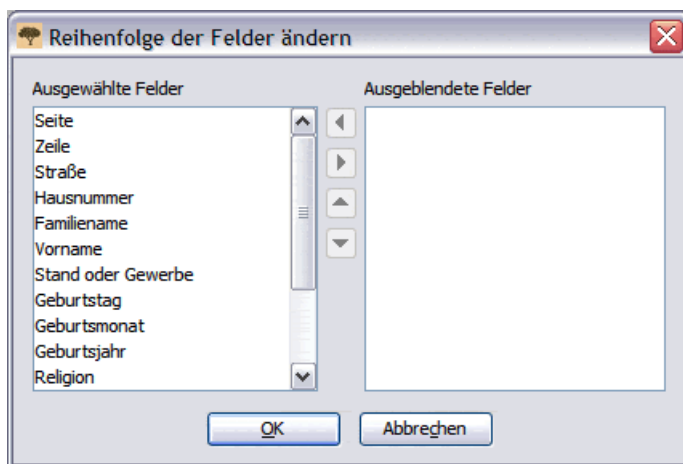 Reihenfolge der Felder ändern
Ausgewählte Felder
Ausgeblendete Felder
Seite
Zeile
Straße
Hausnummer
Familiename
Vorname
Stand oder Gewerbe
Geburtstag
Geburtsmonat
Geburtsjahr
Religion
OK
Abbrechen